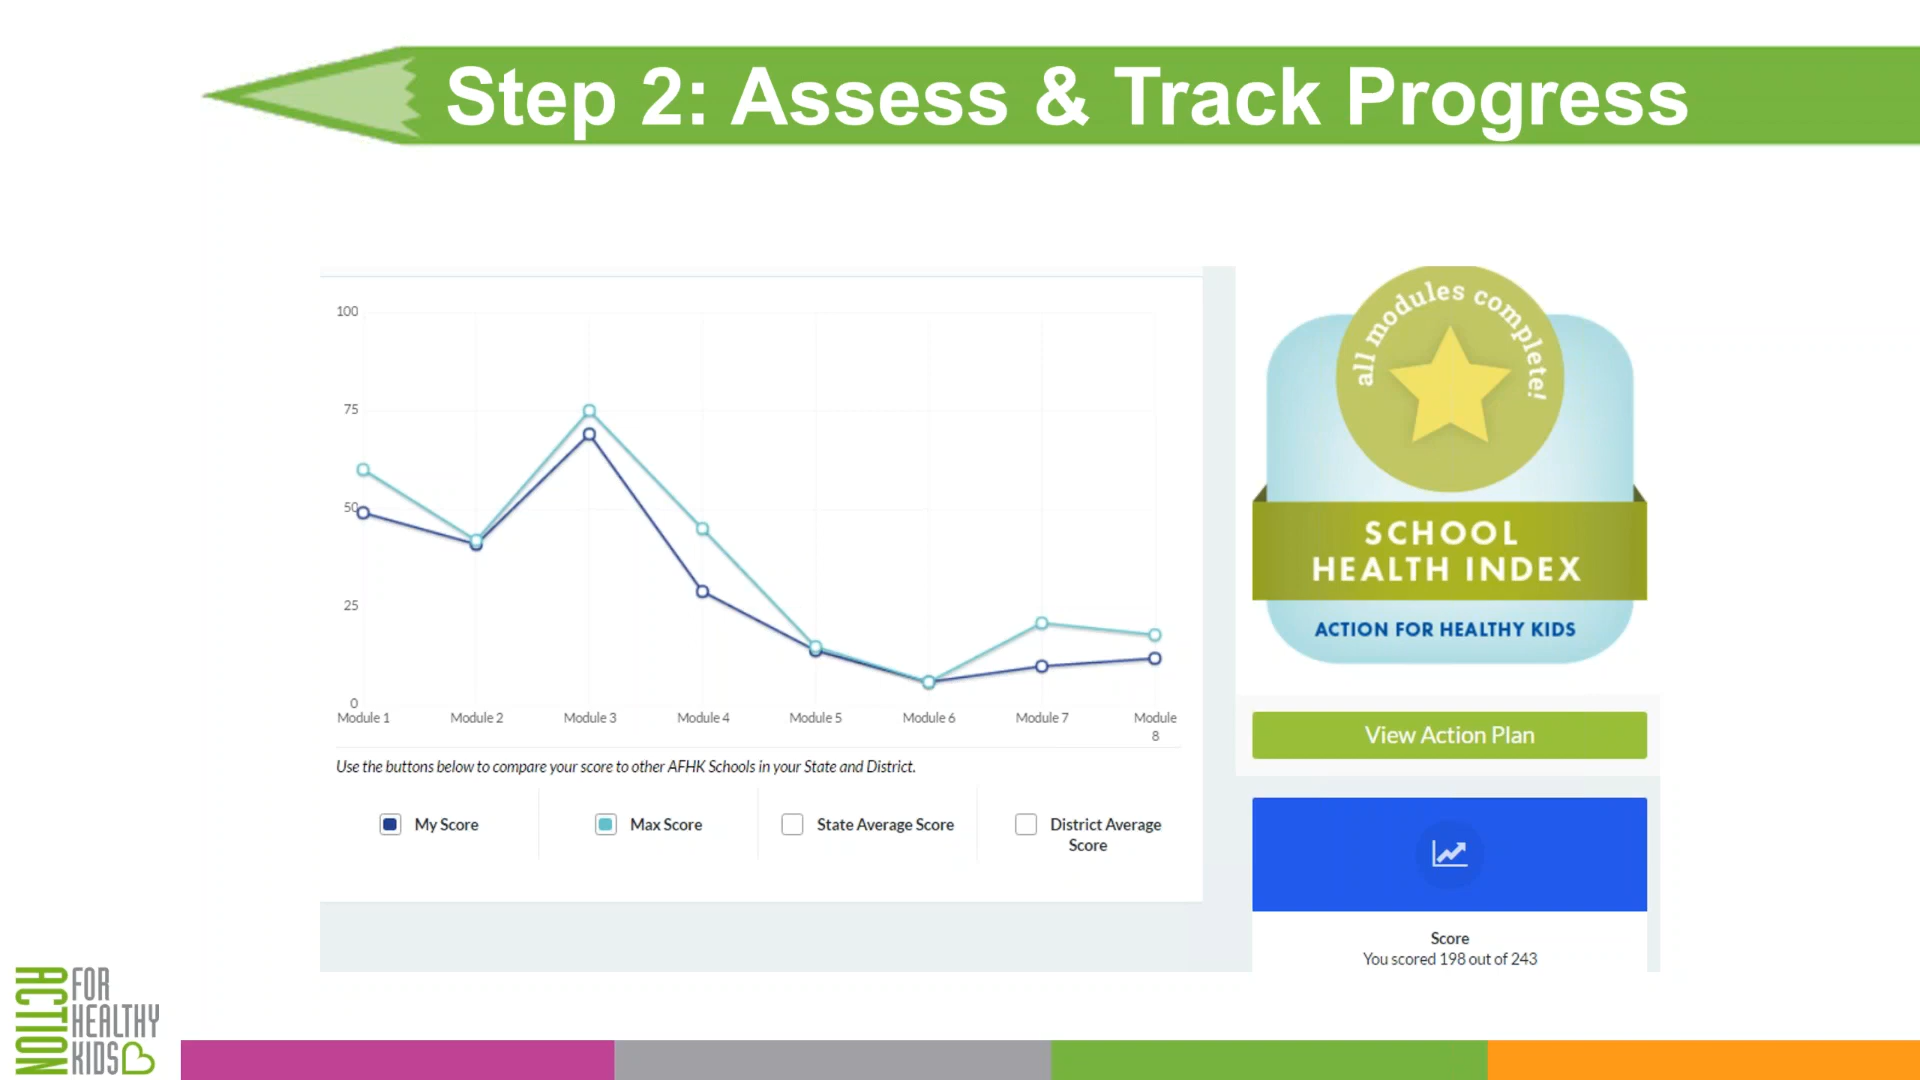 Step 2: Assess & Track Progress
100
75
50
25
0
Module 1
Module 2
Module 3
Module 4
Module 5
Module 6
Module 7
Module
8
Use the buttons below to compare your score to other AFHK Schools in your State and District.
My Score
Max Score
State Average Score
District Average
Score
all modules complete!
SCHOOL
HEALTH INDEX
ACTION FOR HEALTHY KIDS
View Action Plan
Score
You scored 198 out of 243
ACTION
FOR
HEALTHY
KIDS